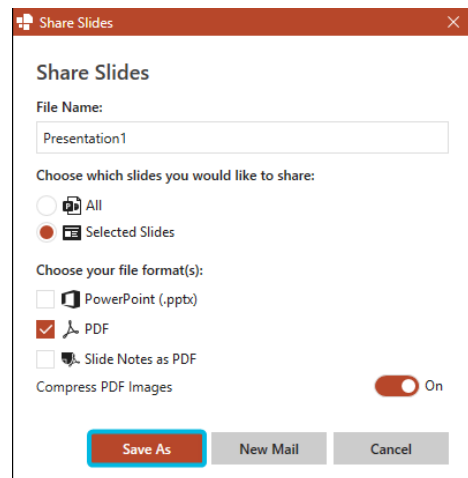 Share Slides
Share Slides
File Name:
Presentation1
Choose which slides you would like to share:
All
Selected Slides
Choose your file format(s):
PowerPoint (.pptx)
PDF
Slide Notes as PDF
Compress PDF Images On
Save As New Mail Cancel